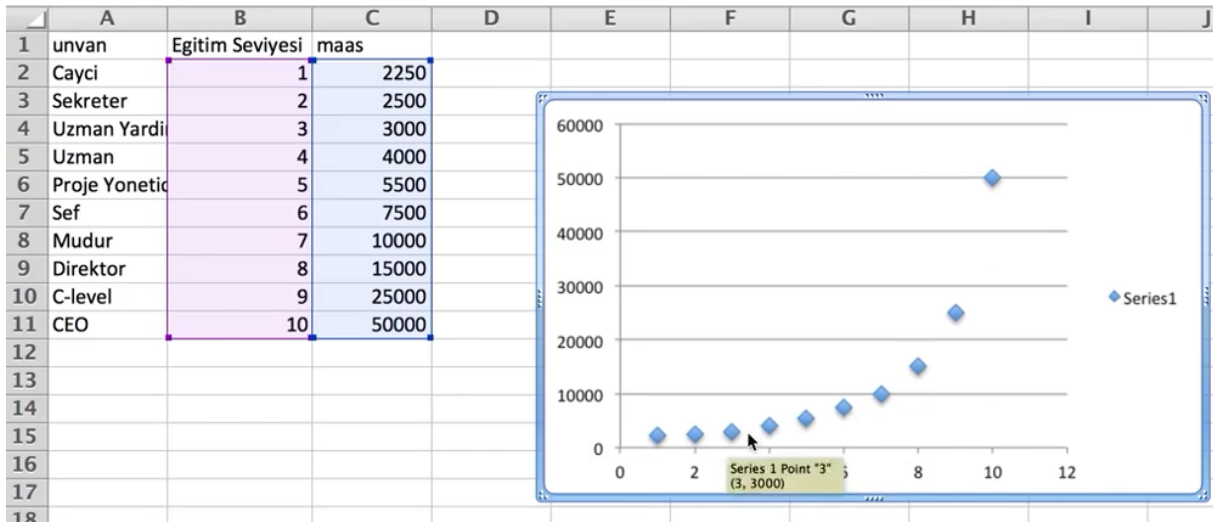 A B C D E F G H I J
1 unvan Egitim Seviyesi maas
2 Cayci 1 2250
3 Sekreter 2 2500
4 Uzman Yardi 3 3000
5 Uzman 4 4000
6 Proje Yonetic 5 5500
7 Sef 6 7500
8 Mudur 7 10000
9 Direktor 8 15000
10 C-level 9 25000
11 CEO 10 50000
12
13
14
15
16
17
18
60000
50000
40000
30000
20000
10000
0
0 2 8 10 12
Series1
Series 1 Point "3"
(3, 3000)